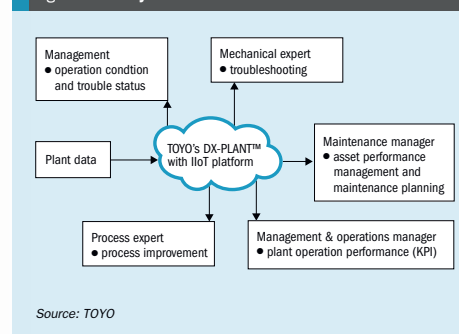 Management
● operation condtion
and trouble status
Mechanical expert
● troubleshooting
Plant data
TOYO's DX-PLANT™
with IIoT platform
Maintenance manager
● asset performance
management and
maintenance planning
Process expert
● process improvement
Management & operations manager
● plant operation performance (KPI)
Source: TOYO